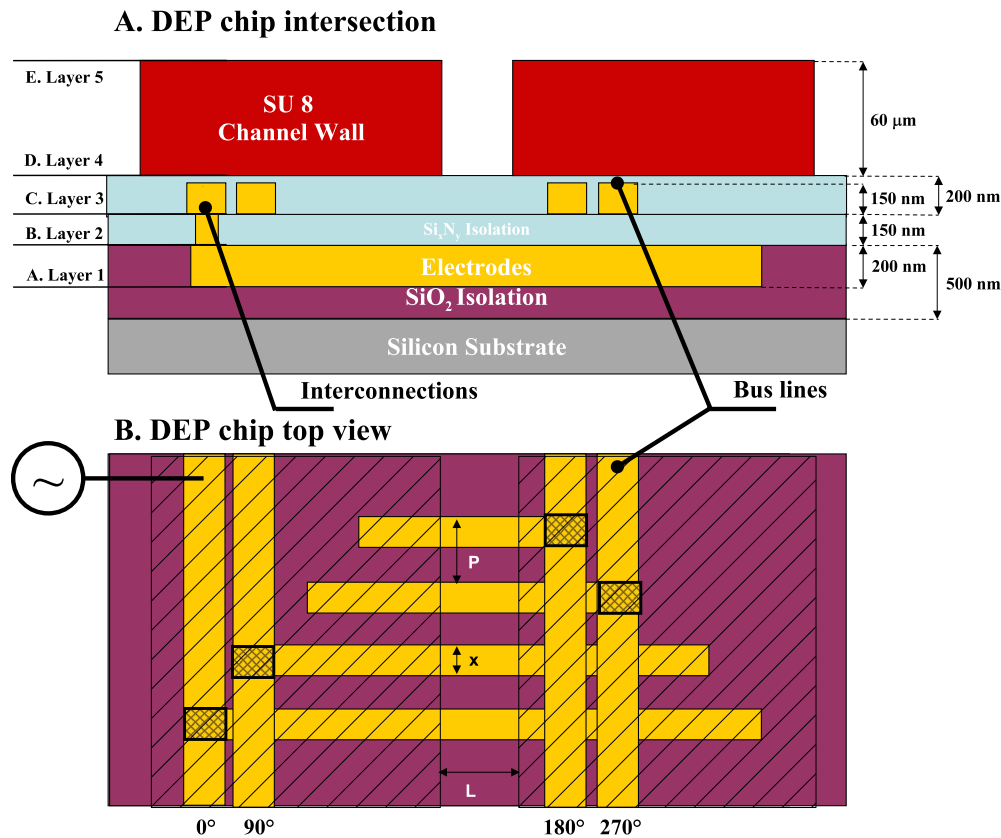 A. DEP chip intersection
E. Layer 5
SU 8
Channel Wall
60 μm
D. Layer 4
C. Layer 3
150 nm
200 nm
B. Layer 2
SixNy Isolation
150 nm
A. Layer 1
Electrodes
200 nm
500 nm
SiO2 Isolation
Silicon Substrate
Interconnections
Bus lines
B. DEP chip top view
~
P
x
L
0°
90°
180°
270°